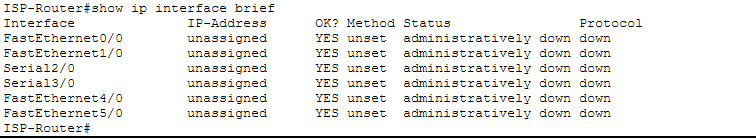 ISP-Router#show ip interface brief
Interface              IP-Address      OK? Method Status                Protocol
FastEthernet0/0        unassigned      YES unset  administratively down down
FastEthernet1/0        unassigned      YES unset  administratively down down
Serial2/0              unassigned      YES unset  administratively down down
Serial3/0              unassigned      YES unset  administratively down down
FastEthernet4/0        unassigned      YES unset  administratively down down
FastEthernet5/0        unassigned      YES unset  administratively down down
ISP-Router#